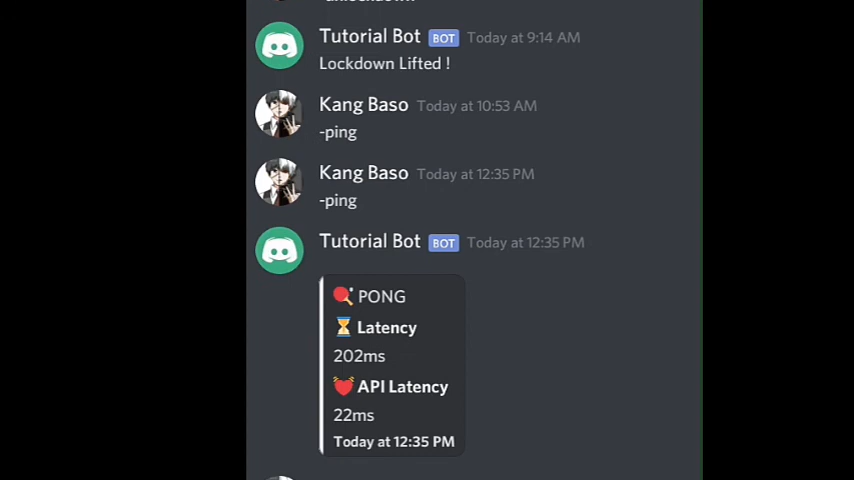 Tutorial Bot BOT Today at 9:14 AM
Lockdown Lifted !
Kang Baso Today at 10:53 AM
-ping
Kang Baso Today at 12:35 PM
-ping
Tutorial Bot BOT Today at 12:35 PM
PONG
Latency
202ms
API Latency
22ms
Today at 12:35 PM